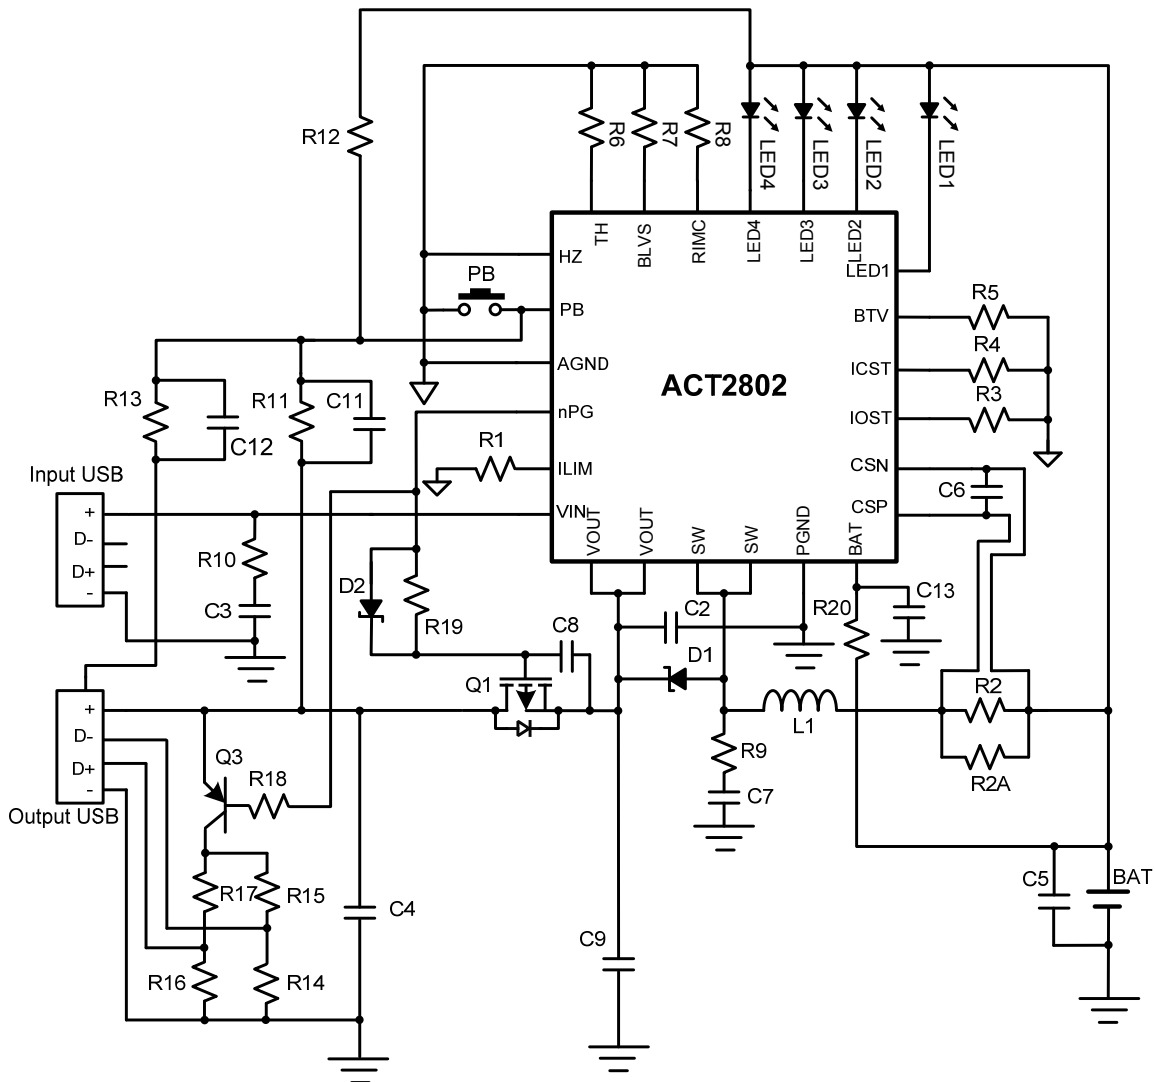 R12
R6
R7
R8
LED4
LED3
LED2
LED1
TH
BLVS
RIMC
LED4
LED3
LED2
LED1
HZ
PB
PB
AGND
nPG
ILIM
VIN
ACT2802
BTV
ICST
IOST
CSN
CSP
R5
R4
R3
C6
R13
C12
R11
C11
R1
Input USB
+
D-
D+
-
R10
C3
VOUT
VOUT
SW
SW
PGND
BAT
D2
R19
C8
C2
D1
R20
C13
Q1
L1
R2
R2A
R9
C7
+
D-
D+
-
Output USB
Q3
R18
R17
R15
R16
R14
C4
C9
C5
BAT